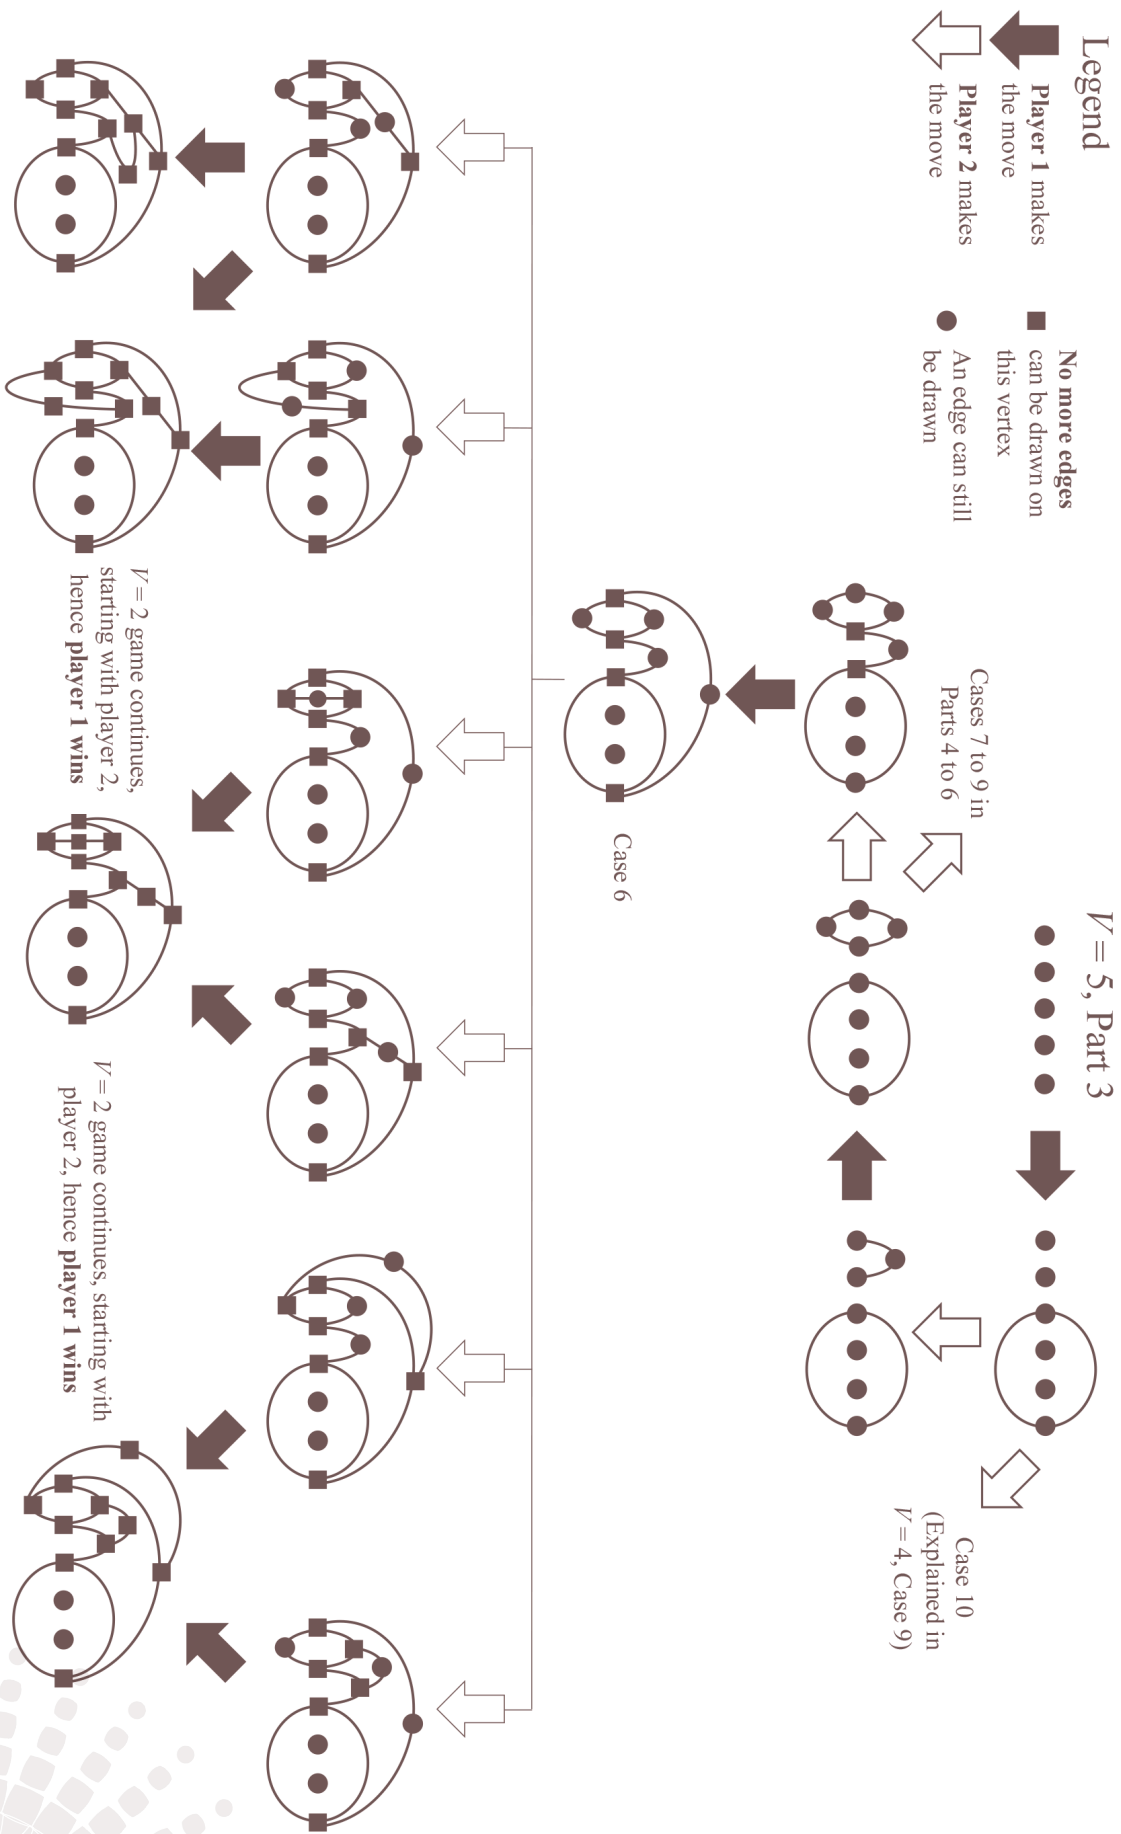 V = 5, Part 3
Legend
Player 1 makes
the move
Player 2 makes
the move
No more edges
can be drawn on
this vertex
An edge can still
be drawn
Cases 7 to 9 in
Parts 4 to 6
Case 10
(Explained in
V = 4, Case 9)
Case 6
V = 2 game continues,
starting with player 2,
hence player 1 wins
V = 2 game continues, starting with
player 2, hence player 1 wins